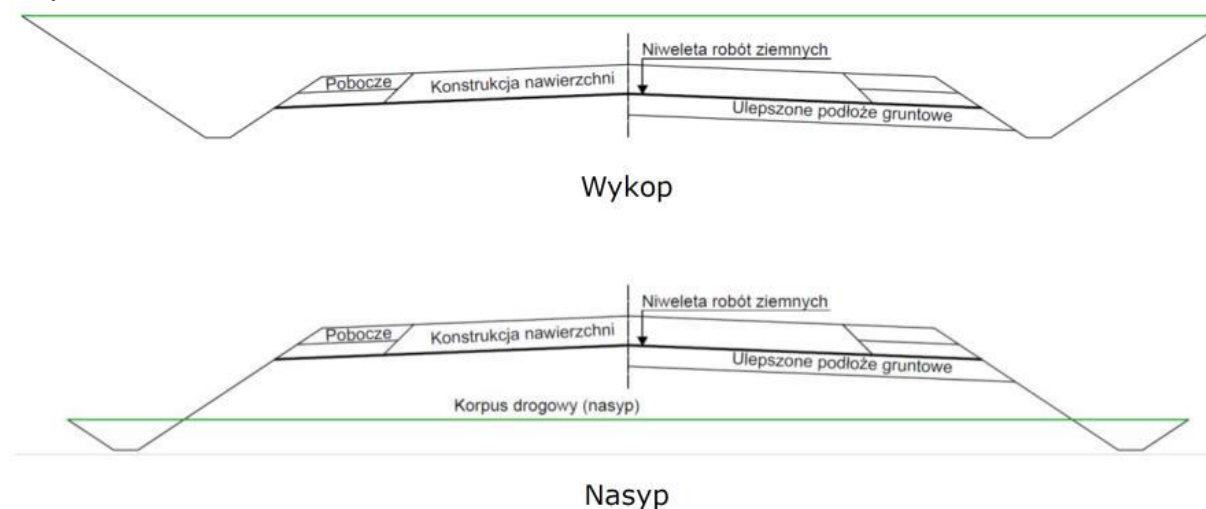 Niweleta robót ziemnych
Pobocze
Konstrukcja nawierzchni
Ulepszone podłoże gruntowe
Wykop
Niweleta robót ziemnych
Pobocze
Konstrukcja nawierzchni
Ulepszone podłoże gruntowe
Korpus drogowy (nasyp)
Nasyp